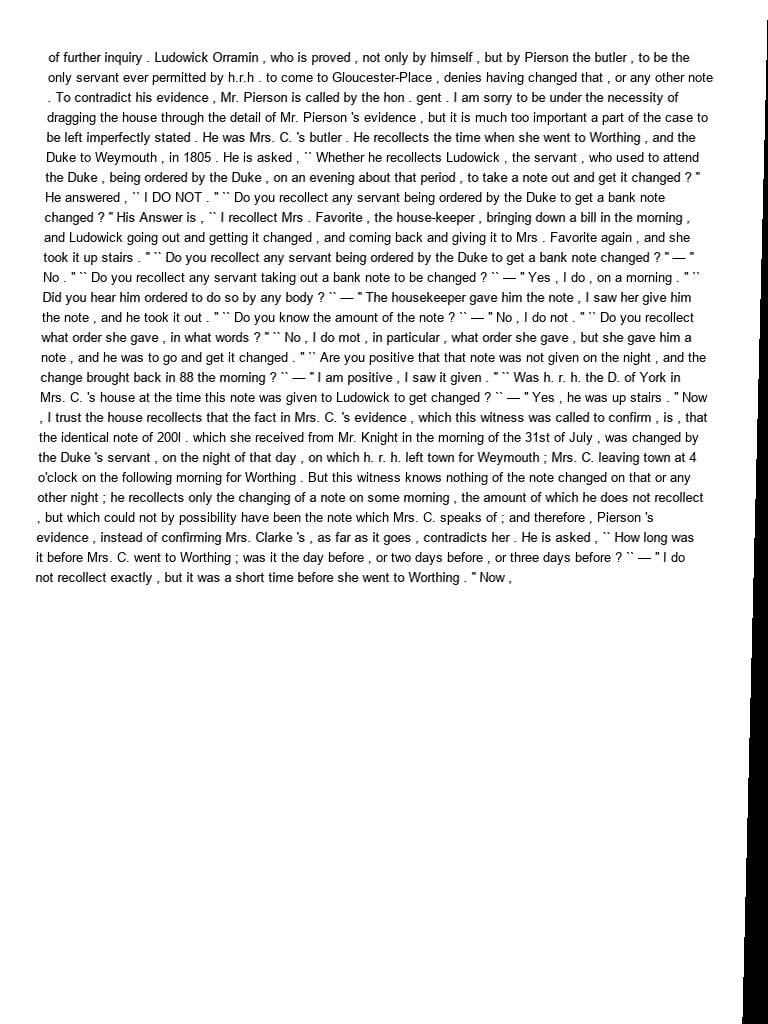 of further inquiry . Ludowick Orramin , who is proved , not only by himself , but by Pierson the butler , to be the
only servant ever permitted by h.r.h . to come to Gloucester-Place , denies having changed that , or any other note
. To contradict his evidence , Mr. Pierson is called by the hon . gent . I am sorry to be under the necessity of
dragging the house through the detail of Mr. Pierson 's evidence , but it is much too important a part of the case to
be left imperfectly stated . He was Mrs. C. 's butler . He recollects the time when she went to Worthing , and the
Duke to Weymouth , in 1805 . He is asked , `` Whether he recollects Ludowick , the servant , who used to attend
the Duke , being ordered by the Duke , on an evening about that period , to take a note out and get it changed ? "
He answered , `` I DO NOT . " `` Do you recollect any servant being ordered by the Duke to get a bank note
changed ? " His Answer is , `` I recollect Mrs . Favorite , the house-keeper , bringing down a bill in the morning ,
and Ludowick going out and getting it changed , and coming back and giving it to Mrs . Favorite again , and she
took it up stairs . " `` Do you recollect any servant being ordered by the Duke to get a bank note changed ? " — "
No . " `` Do you recollect any servant taking out a bank note to be changed ? `` — " Yes , I do , on a morning . " ``
Did you hear him ordered to do so by any body ? `` — " The housekeeper gave him the note , I saw her give him
the note , and he took it out . " `` Do you know the amount of the note ? `` — " No , I do not . " `` Do you recollect
what order she gave , in what words ? " `` No , I do mot , in particular , what order she gave , but she gave him a
note , and he was to go and get it changed . " `` Are you positive that that note was not given on the night , and the
change brought back in 88 the morning ? `` — " I am positive , I saw it given . " `` Was h. r. h. the D. of York in
Mrs. C. 's house at the time this note was given to Ludowick to get changed ? `` — " Yes , he was up stairs . " Now
, I trust the house recollects that the fact in Mrs. C. 's evidence , which this witness was called to confirm , is , that
the identical note of 200l . which she received from Mr. Knight in the morning of the 31st of July , was changed by
the Duke 's servant , on the night of that day , on which h. r. h. left town for Weymouth ; Mrs. C. leaving town at 4
o'clock on the following morning for Worthing . But this witness knows nothing of the note changed on that or any
other night ; he recollects only the changing of a note on some morning , the amount of which he does not recollect
, but which could not by possibility have been the note which Mrs. C. speaks of ; and therefore , Pierson 's
evidence , instead of confirming Mrs. Clarke 's , as far as it goes , contradicts her . He is asked , `` How long was
it before Mrs. C. went to Worthing ; was it the day before , or two days before , or three days before ? `` — " I do
not recollect exactly , but it was a short time before she went to Worthing . " Now ,